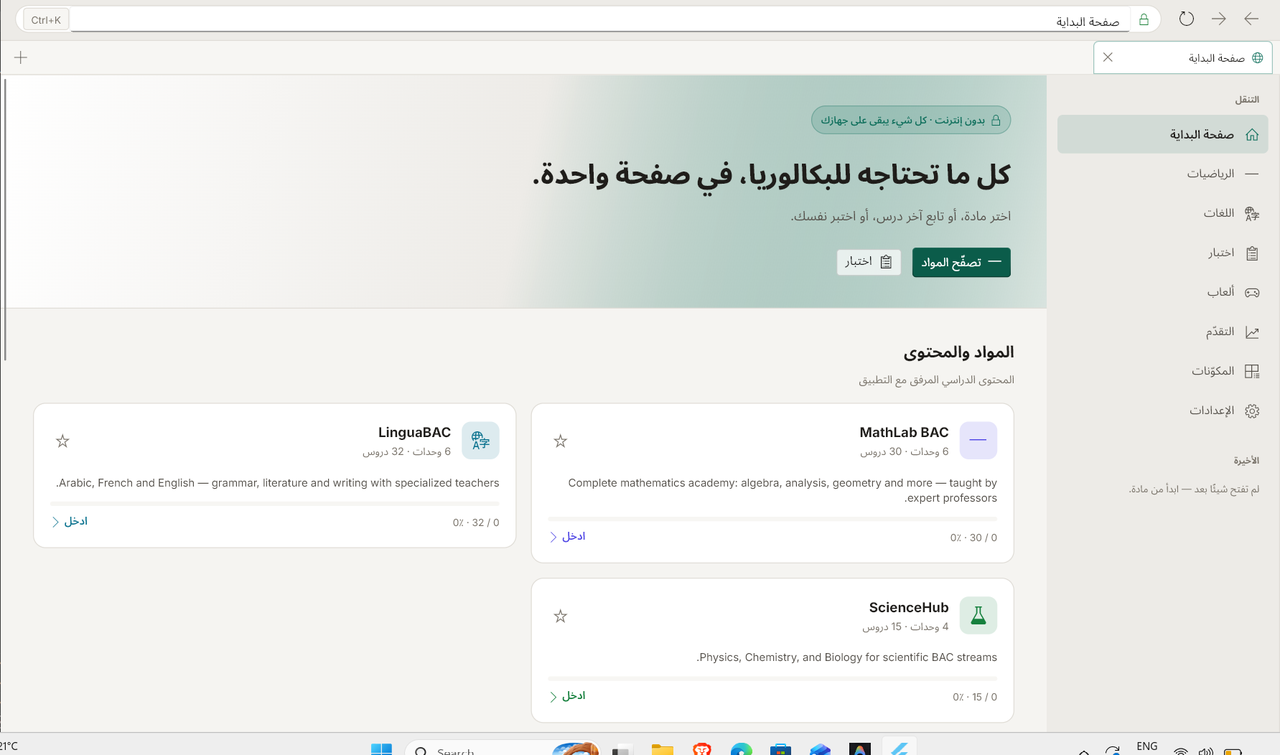 صفحة البداية
Ctrl+K
صفحة البداية
التنقل
صفحة البداية
الرياضيات
اللغات
اختبار
ألعاب
التقدّم
المكوّنات
الإعدادات
الأخيرة
لم تفتح شيئًا بعد — ابدأ من مادة.
بدون إنترنت · كل شيء يبقى على جهازك
كل ما تحتاجه للبكالوريا، في صفحة واحدة.
اختر مادة، أو تابع آخر درس، أو اختبر نفسك.
تصفّح المواد
اختبار
المواد والمحتوى
المحتوى الدراسي المرفق مع التطبيق
MathLab BAC
6 وحدات · 30 دروس
Complete mathematics academy: algebra, analysis, geometry and more — taught by
expert professors.
0 / 30 · 0٪
ادخل
LinguaBAC
6 وحدات · 32 دروس
Arabic, French and English — grammar, literature and writing with specialized teachers.
0 / 32 · 0٪
ادخل
ScienceHub
4 وحدات · 15 دروس
Physics, Chemistry, and Biology for scientific BAC streams.
0 / 15 · 0٪
ادخل
21°C
Search
ENG